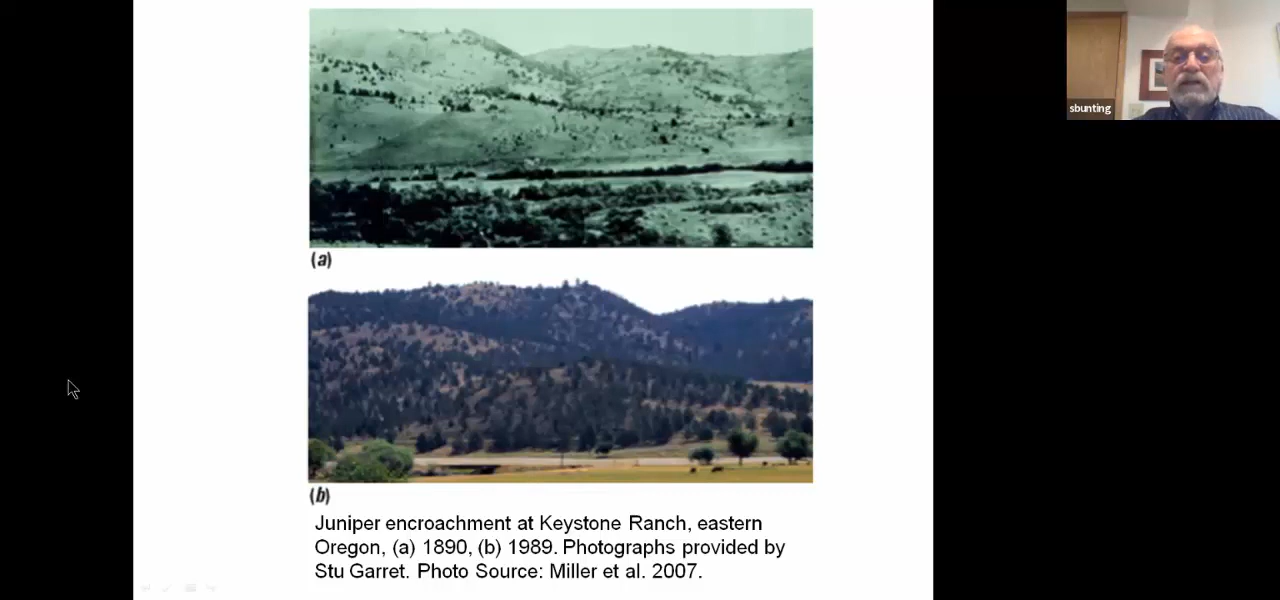 sbunting
(a)
(b)
Juniper encroachment at Keystone Ranch, eastern
Oregon, (a) 1890, (b) 1989. Photographs provided by
Stu Garret. Photo Source: Miller et al. 2007.